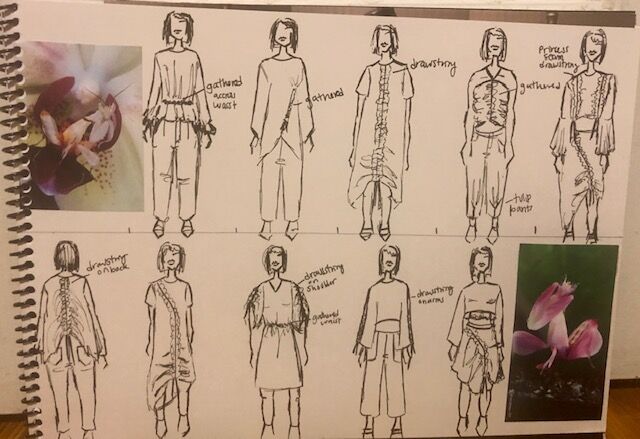 gathered
across
waist
gathered
drawstring
gathered
tulip
pants
Princess
seam
drawstring
drawstring
on back
drawstring
on
shoulder
gathered
waist
drawstring
on arms